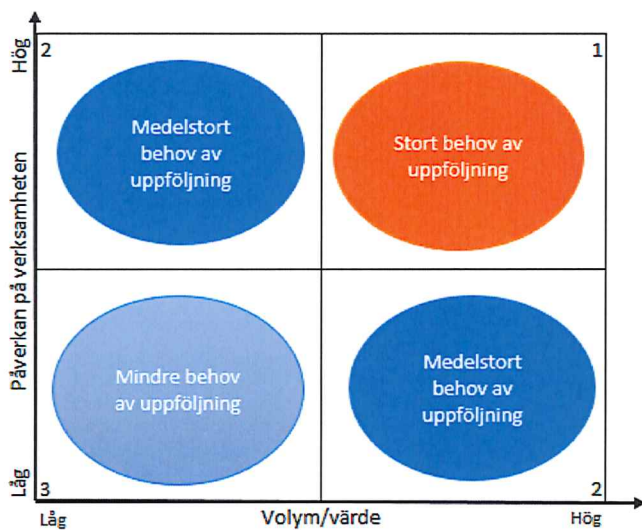 Hög
2
1
Medelstort
behov av
uppföljning
Stort behov av
uppföljning
Påverkan på verksamheten
Mindre behov
av uppföljning
Medelstort
behov av
uppföljning
Låg
3
2
Låg
Volym/värde
Hög